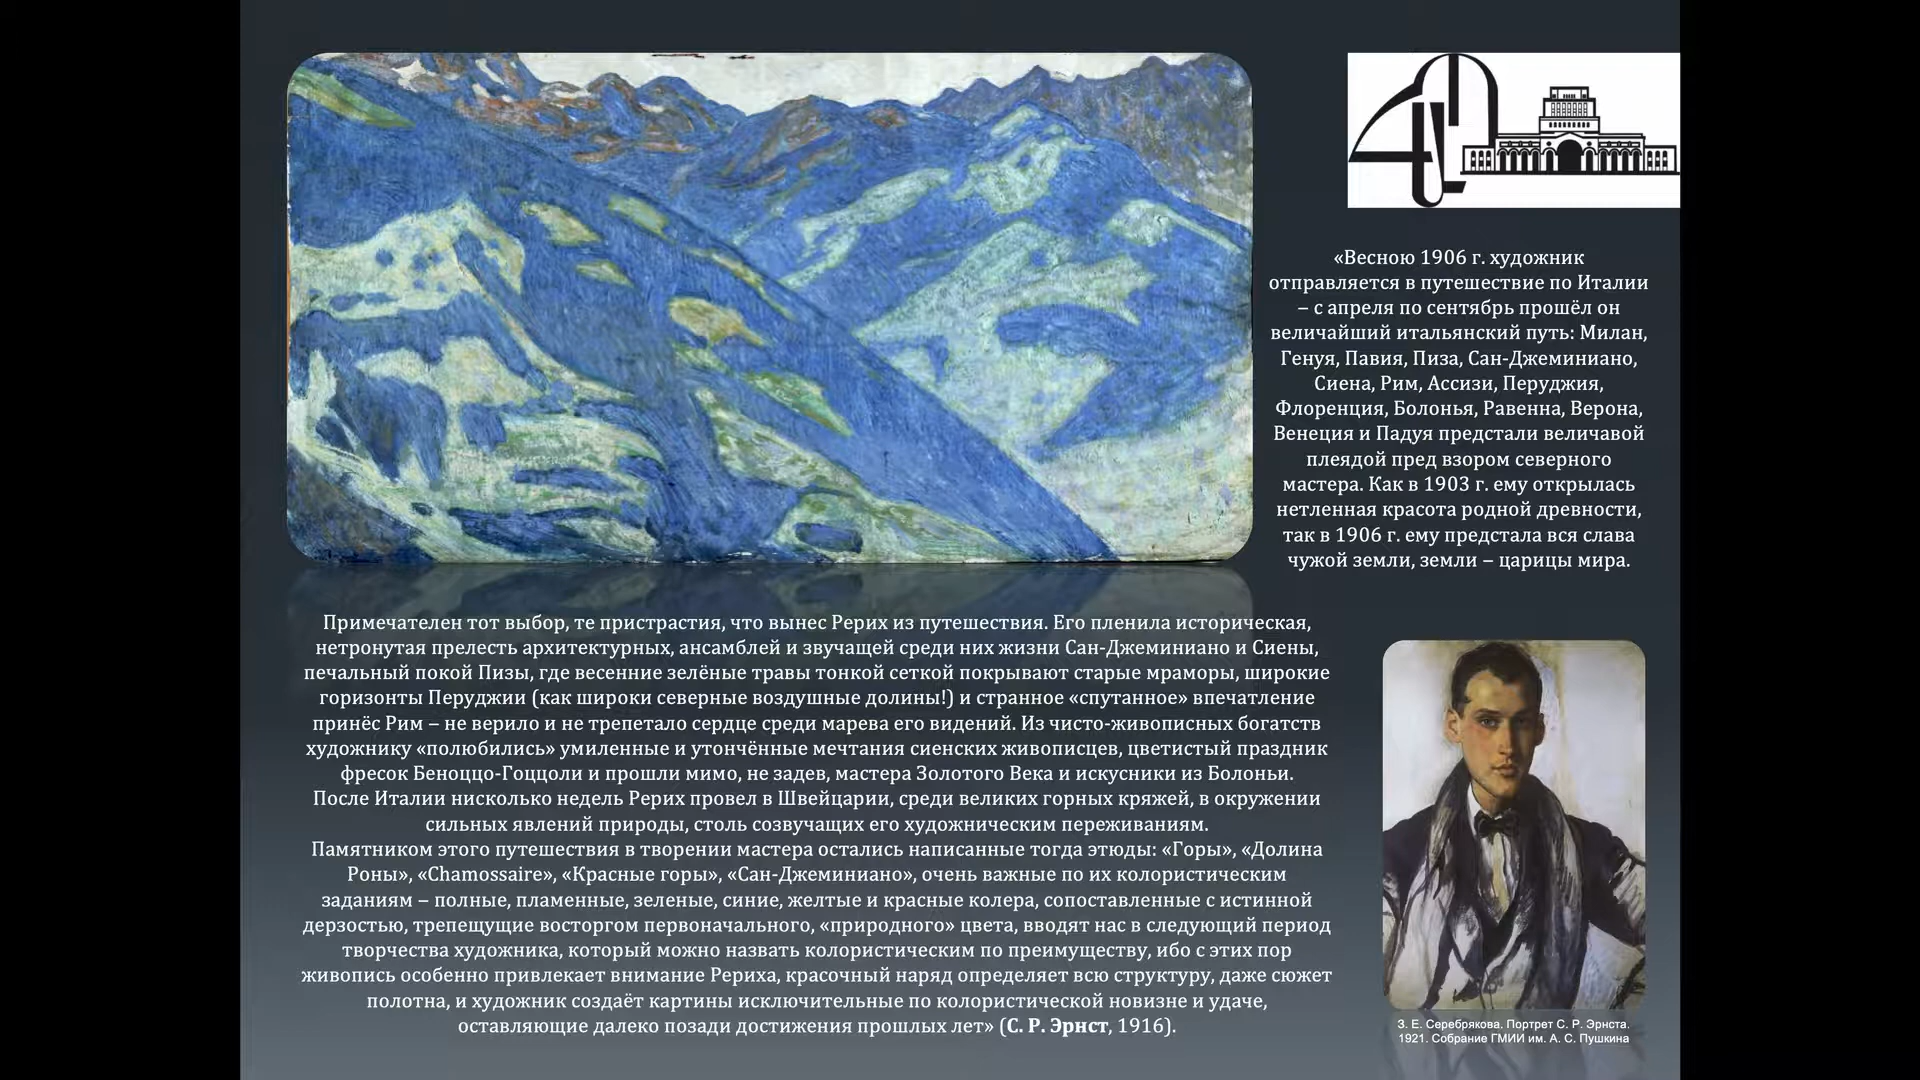 «Весною 1906 г. художник
отправляется в путешествие по Италии
– с апреля по сентябрь прошёл он
величайший итальянский путь: Милан,
Генуя, Павия, Пиза, Сан-Джеминиано,
Сиена, Рим, Ассизи, Перуджия,
Флоренция, Болонья, Равенна, Верона,
Венеция и Падуя предстали величавой
плеядой пред взором северного
мастера. Как в 1903 г. ему открылась
нетленная красота родной древности,
так в 1906 г. ему предстала вся слава
чужой земли, земли – царицы мира.
Примечателен тот выбор, те пристрастия, что вынес Рерих из путешествия. Его пленила историческая,
нетронутая прелесть архитектурных, ансамблей и звучащей среди них жизни Сан-Джеминиано и Сиены,
печальный покой Пизы, где весенние зелёные травы тонкой сеткой покрывают старые мраморы, широкие
горизонты Перуджии (как широки северные воздушные долины!) и странное «спутанное» впечатление
принёс Рим – не верило и не трепетало сердце среди марева его видений. Из чисто-живописных богатств
художнику «полюбились» умиленные и утончённые мечтания сиенских живописцев, цветистый праздник
фресок Беноццо-Гоццоли и прошли мимо, не задев, мастера Золотого Века и искусники из Болоньи.
После Италии нисколько недель Рерих провел в Швейцарии, среди великих горных кряжей, в окружении
сильных явлений природы, столь созвучащих его художническим переживаниям.
Памятником этого путешествия в творении мастера остались написанные тогда этюды: «Горы», «Долина
Роны», «Chamossaire», «Красные горы», «Сан-Джеминиано», очень важные по их колористическим
заданиям – полные, пламенные, зеленые, синие, желтые и красные колера, сопоставленные с истинной
дерзостью, трепещущие восторгом первоначального, «природного» цвета, вводят нас в следующий период
творчества художника, который можно назвать колористическим по преимуществу, ибо с этих пор
живопись особенно привлекает внимание Рериха, красочный наряд определяет всю структуру, даже сюжет
полотна, и художник создаёт картины исключительные по колористической новизне и удаче,
оставляющие далеко позади достижения прошлых лет» (С. Р. Эрнст, 1916).
З. Е. Серебрякова. Портрет С. Р. Эрнста.
1921. Собрание ГМИИ им. А. С. Пушкина